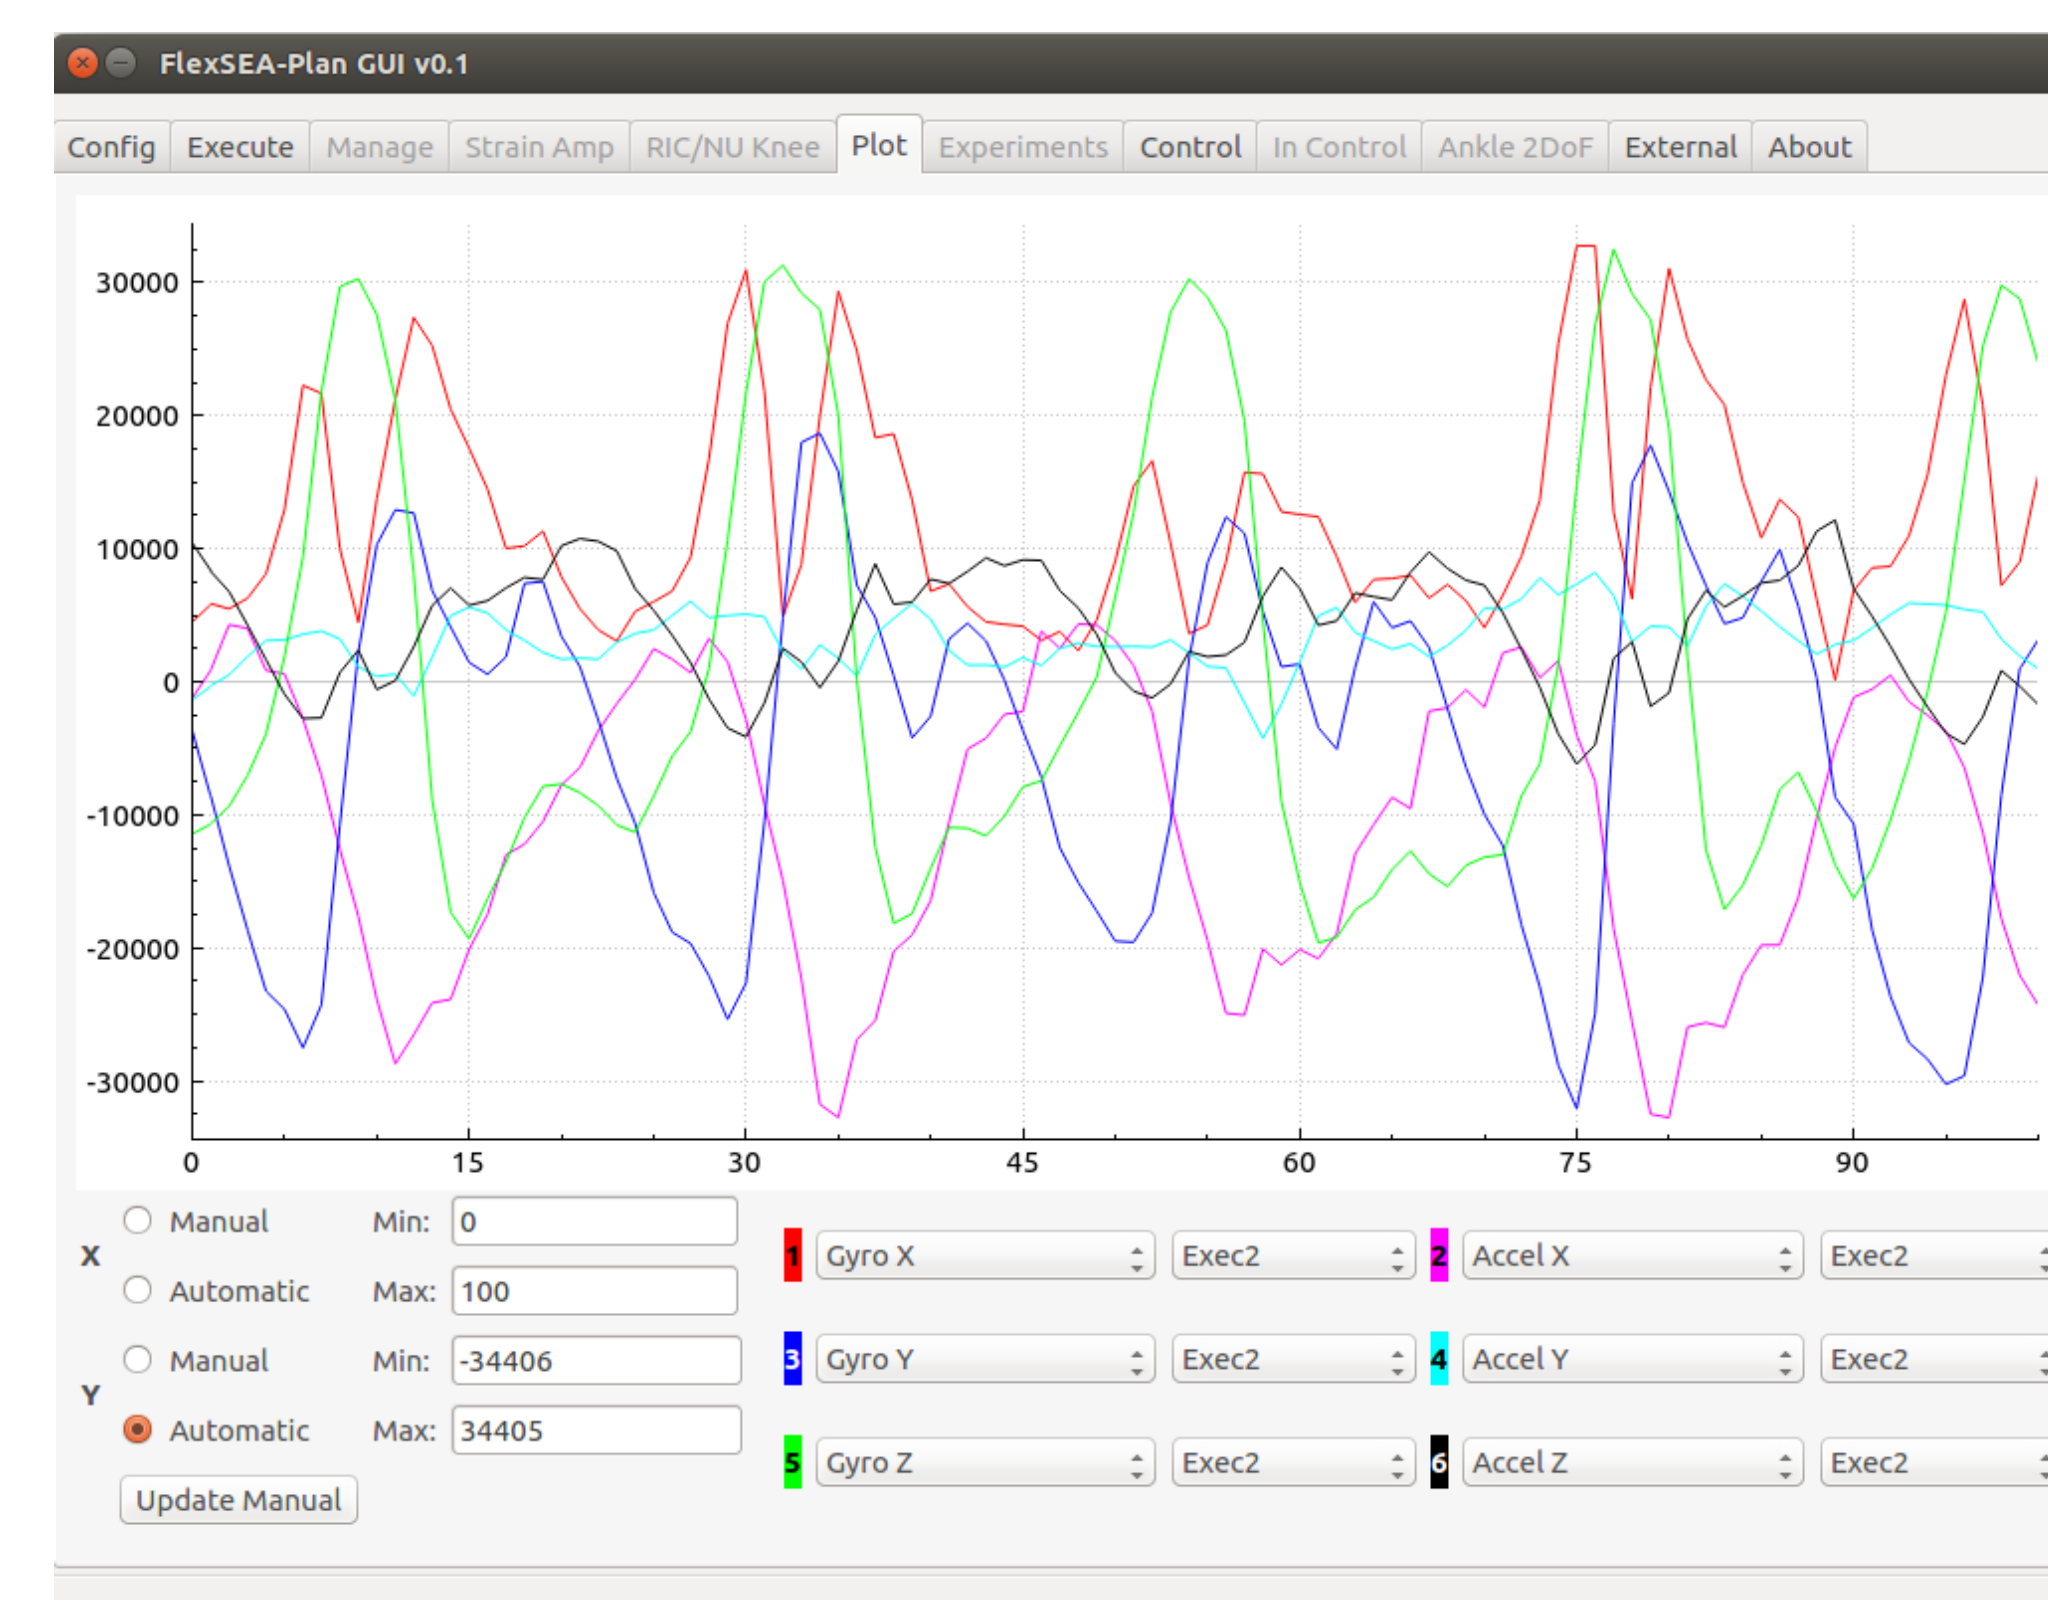 FlexSEA-Plan GUI v0.1
Config Execute Manage Strain Amp RIC/NU Knee Plot Experiments Control In Control Ankle 2DoF External About
30000
20000
10000
0
-10000
-20000
-30000
0 15 30 45 60 75 90
X
Manual Min: 0
Automatic Max: 100
Y
Manual Min: -34406
Automatic Max: 34405
Update Manual
1 Gyro X Exec2 2 Accel X Exec2
3 Gyro Y Exec2 4 Accel Y Exec2
5 Gyro Z Exec2 6 Accel Z Exec2